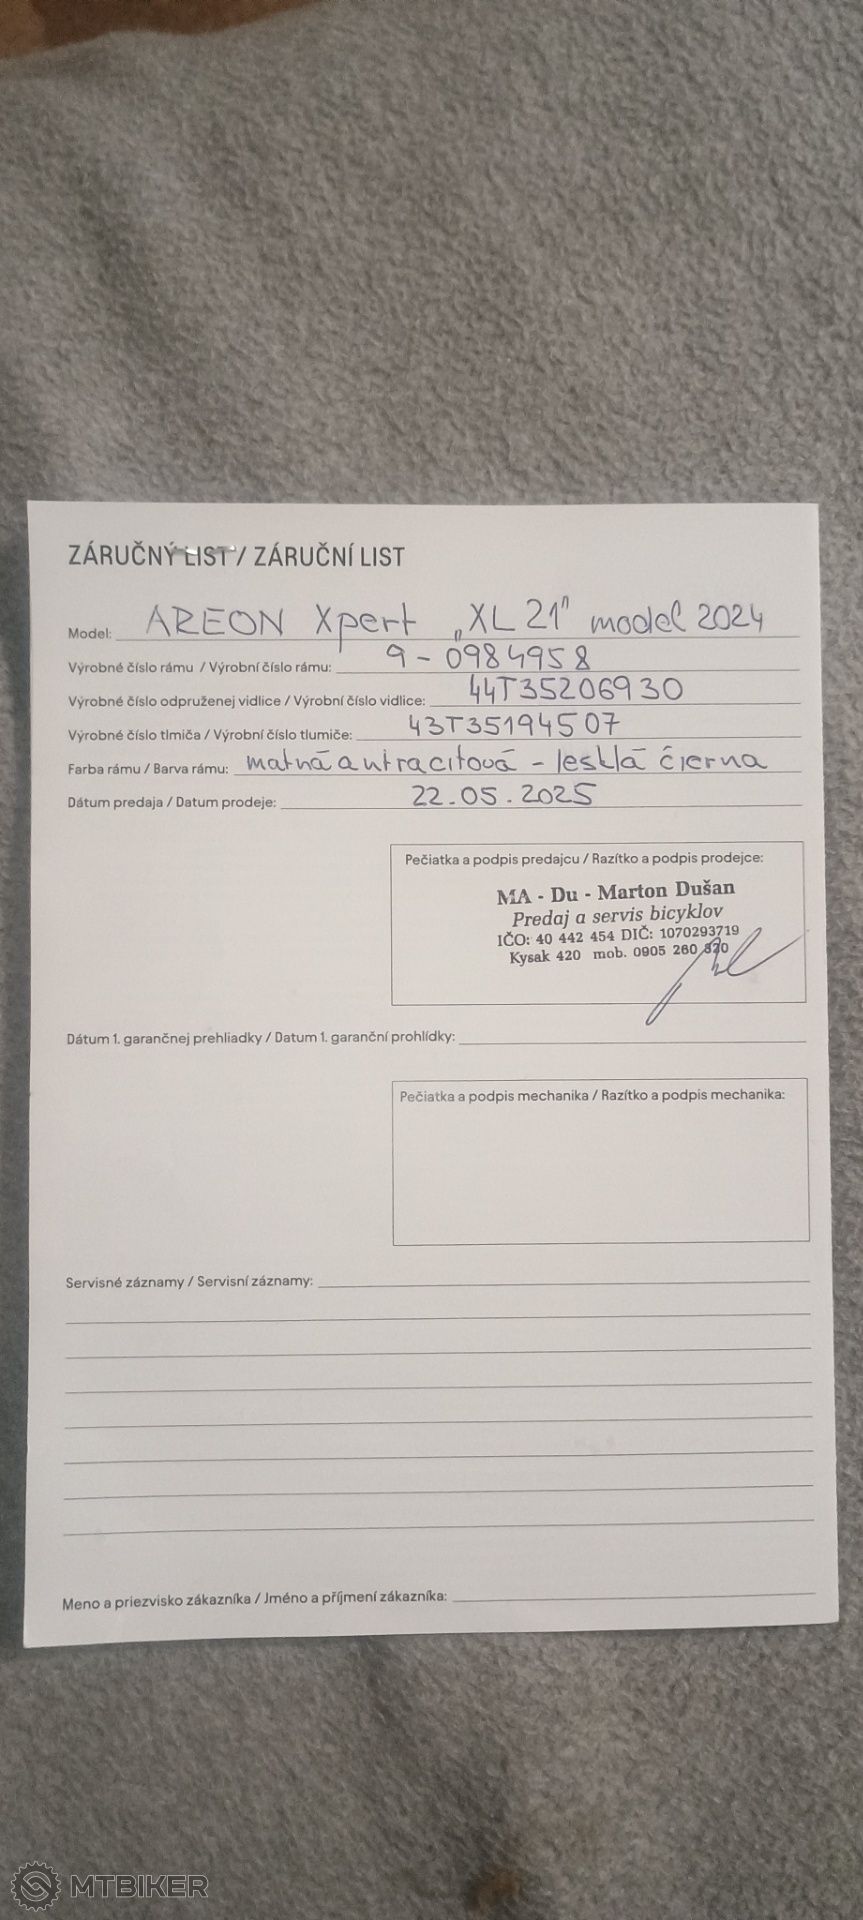 ZÁRUČNÝ LIST / ZÁRUČNÍ LIST
Model: AREON Xpert „XL 21" model 2024
Výrobné číslo rámu / Výrobní číslo rámu: 9-0984958
Výrobné číslo odpruženej vidlice / Výrobní číslo vidlice: 44T35206930
Výrobné číslo tlmiča / Výrobní číslo tlumiče: 43T35194507
Farba rámu / Barva rámu: matná antracitová - lesklá čierna
Dátum predaja / Datum prodeje: 22.05.2025
Pečiatka a podpis predajcu / Razítko a podpis prodejce:
MA - Du - Marton Dušan
Predaj a servis bicyklov
IČO: 40 442 454 DIČ: 1070293719
Kysak 420 mob. 0905 260
Dátum 1. garančnej prehliadky / Datum 1. garanční prohlídky:
Pečiatka a podpis mechanika / Razítko a podpis mechanika:
Servisné záznamy / Servisní záznamy:
Meno a priezvisko zákazníka / Jméno a příjmení zákazníka:
MTBIKER